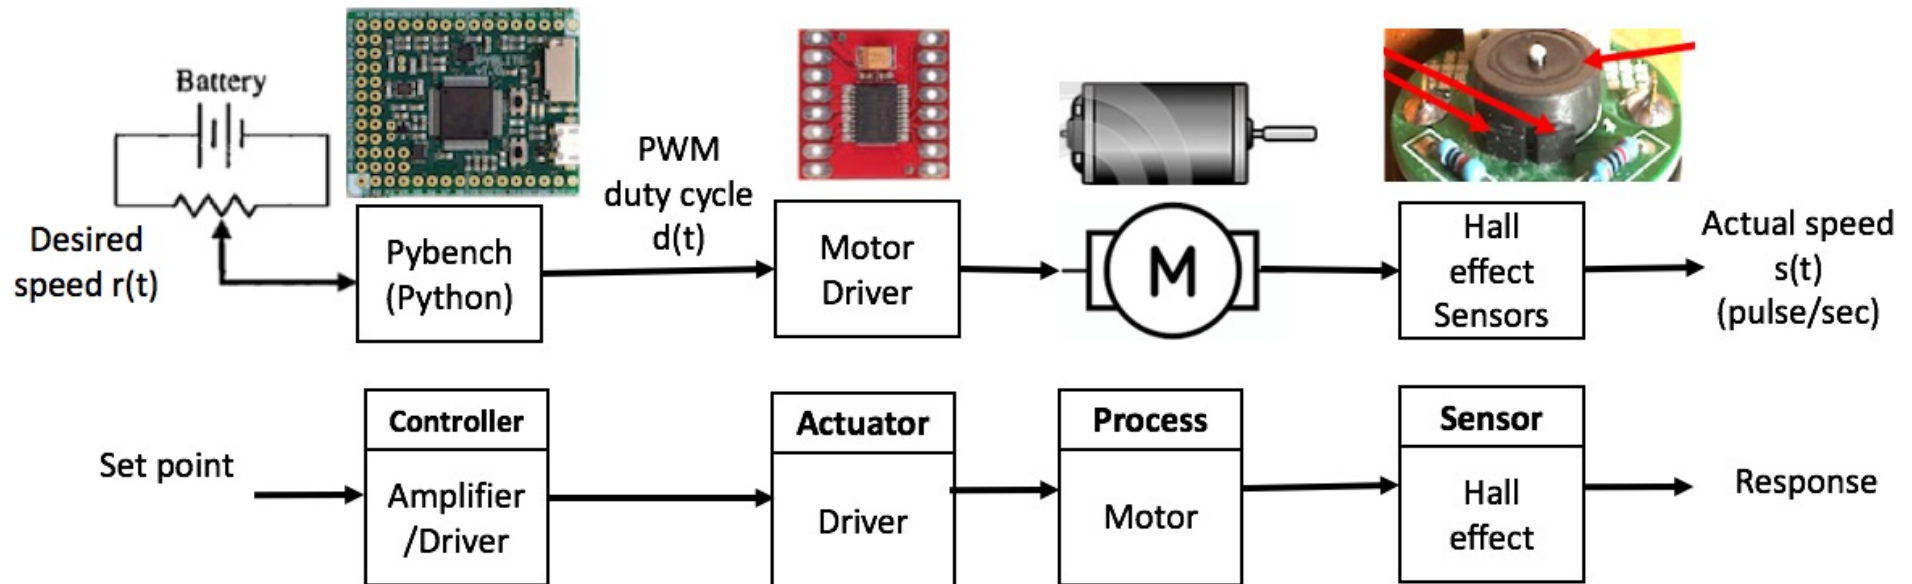 Battery
Desired
speed r(t)
Pybench
(Python)
PWM
duty cycle
d(t)
Motor
Driver
M
Hall
effect
Sensors
Actual speed
s(t)
(pulse/sec)
Set point
Controller
Amplifier
/Driver
Actuator
Driver
Process
Motor
Sensor
Hall
effect
Response